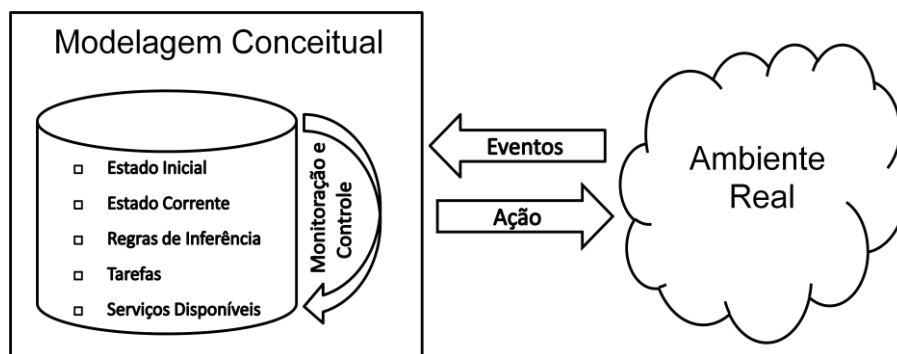 Modelagem Conceitual
Estado Inicial
Estado Corrente
Regras de Inferência
Tarefas
Serviços Disponíveis
Monitoração e
Controle
Eventos
Ação
Ambiente
Real